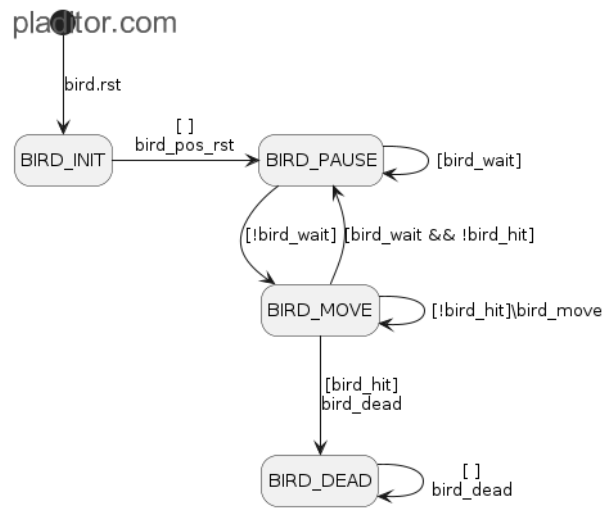 pladitor.com
bird.rst
[ ]
bird_pos_rst
BIRD_INIT
BIRD_PAUSE
[bird_wait]
[!bird_wait]
[bird_wait && !bird_hit]
BIRD_MOVE
[!bird_hit]\bird_move
[bird_hit]
bird_dead
BIRD_DEAD
[ ]
bird_dead